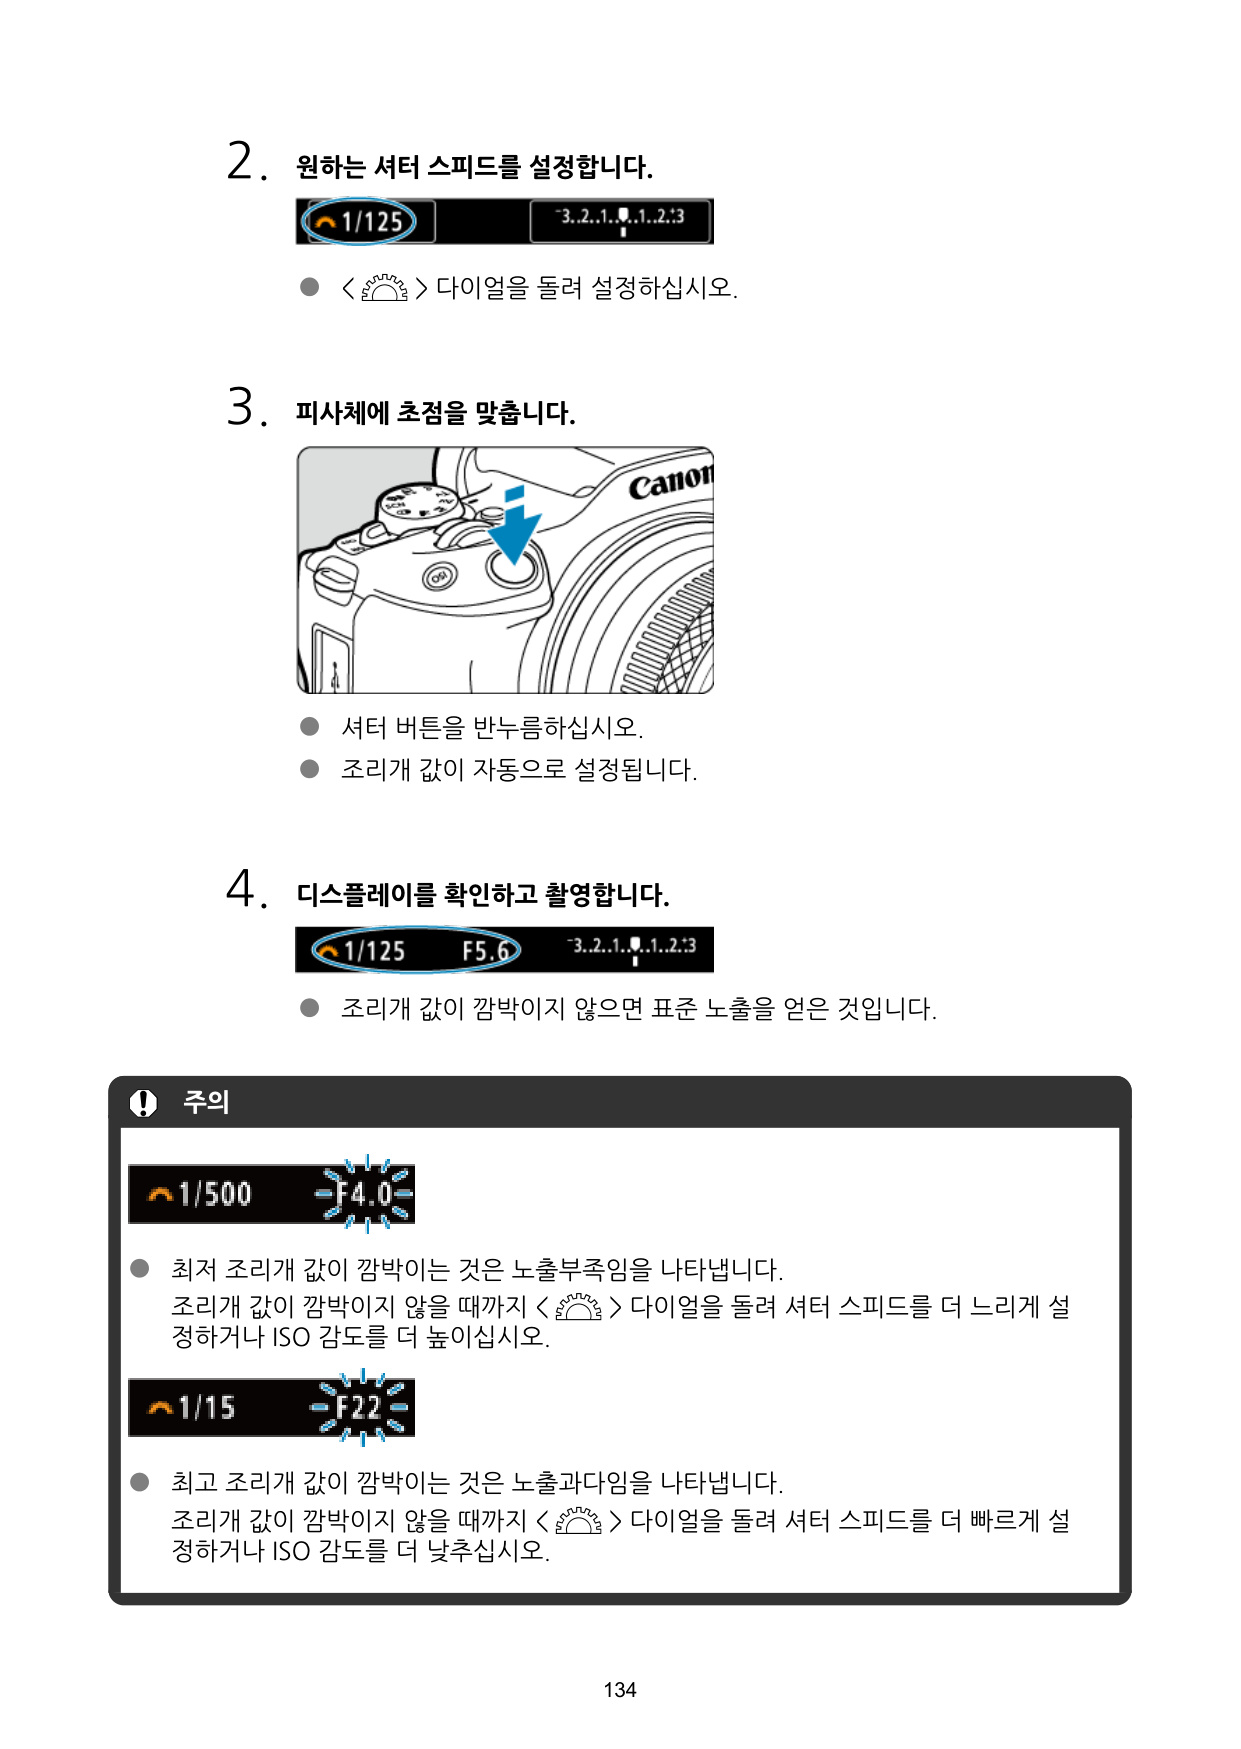 2. 원하는 셔터 스피드를 설정합니다.
1/125 -3..2..1..0..1..2..+3
● < > 다이얼을 돌려 설정하십시오.
3. 피사체에 초점을 맞춥니다.
Canon
SCN
ISO
● 셔터 버튼을 반누름하십시오.
● 조리개 값이 자동으로 설정됩니다.
4. 디스플레이를 확인하고 촬영합니다.
1/125 F5.6 -3..2..1..0..1..2..+3
● 조리개 값이 깜박이지 않으면 표준 노출을 얻은 것입니다.
주의
1/500 F4.0
● 최저 조리개 값이 깜박이는 것은 노출부족임을 나타냅니다.
조리개 값이 깜박이지 않을 때까지 < > 다이얼을 돌려 셔터 스피드를 더 느리게 설
정하거나 ISO 감도를 더 높이십시오.
1/15 F22
● 최고 조리개 값이 깜박이는 것은 노출과다임을 나타냅니다.
조리개 값이 깜박이지 않을 때까지 < > 다이얼을 돌려 셔터 스피드를 더 빠르게 설
정하거나 ISO 감도를 더 낮추십시오.
134